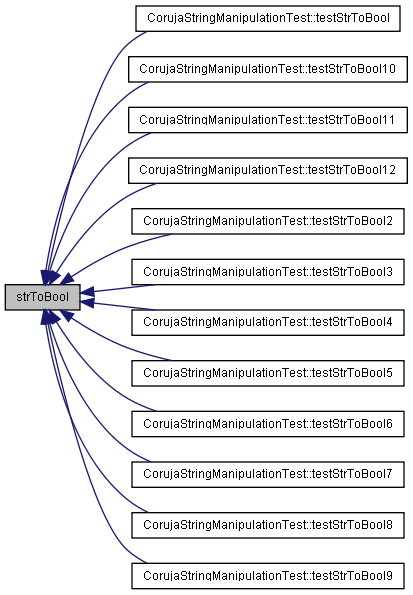 CorujaStringManipulationTest::testStrToBool
CorujaStringManipulationTest::testStrToBool10
CorujaStringManipulationTest::testStrToBool11
CorujaStringManipulationTest::testStrToBool12
CorujaStringManipulationTest::testStrToBool2
CorujaStringManipulationTest::testStrToBool3
strToBool
CorujaStringManipulationTest::testStrToBool4
CorujaStringManipulationTest::testStrToBool5
CorujaStringManipulationTest::testStrToBool6
CorujaStringManipulationTest::testStrToBool7
CorujaStringManipulationTest::testStrToBool8
CorujaStringManipulationTest::testStrToBool9